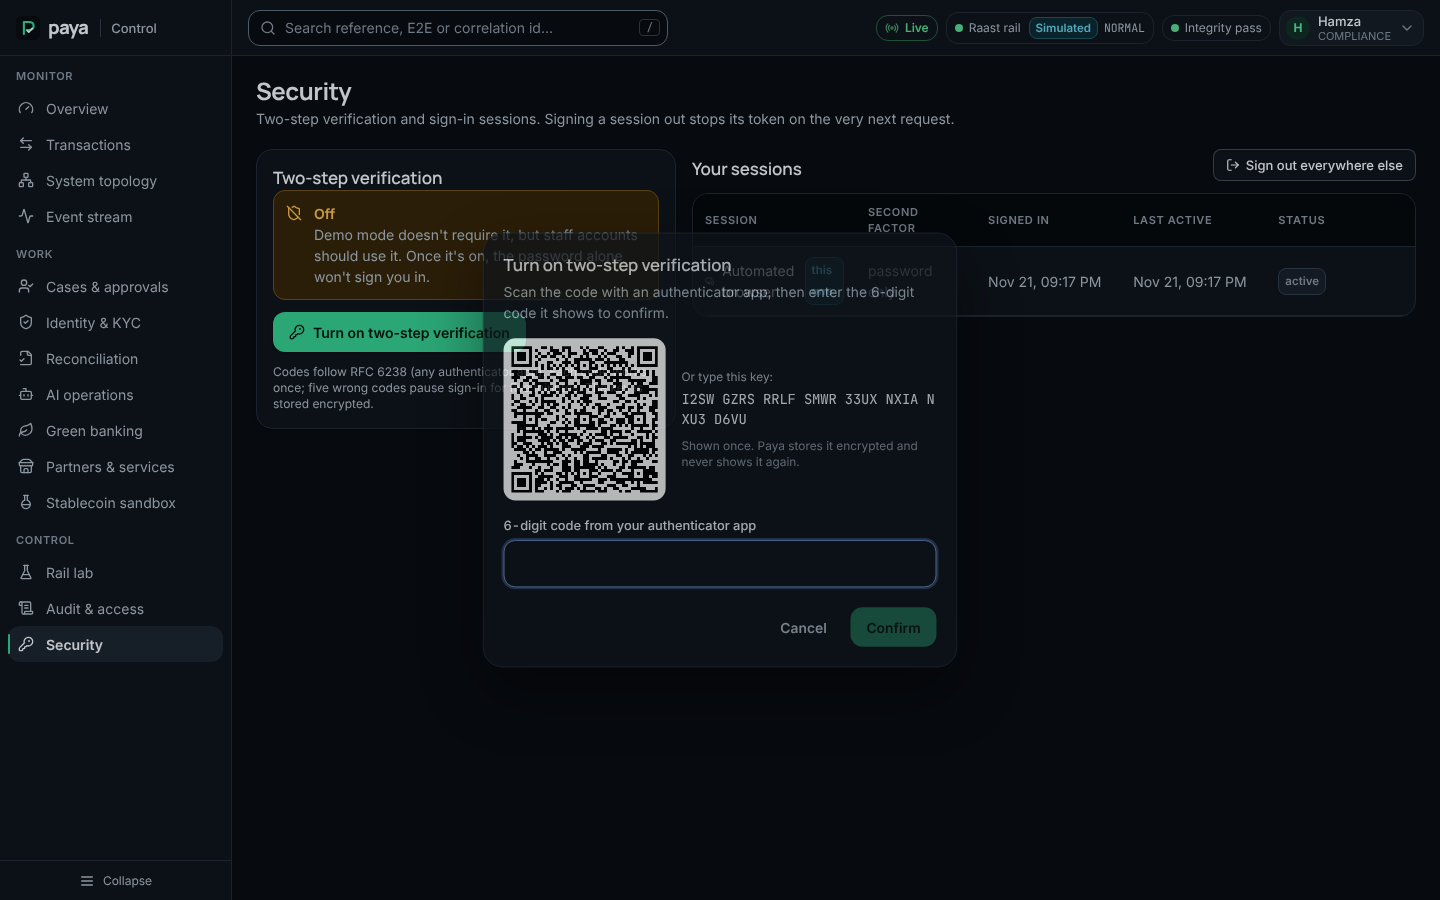 paya
Control
Search reference, E2E or correlation id...
/
Live
Raast rail
Simulated
NORMAL
Integrity pass
H
Hamza
COMPLIANCE
MONITOR
Overview
Transactions
System topology
Event stream
WORK
Cases & approvals
Identity & KYC
Reconciliation
AI operations
Green banking
Partners & services
Stablecoin sandbox
CONTROL
Rail lab
Audit & access
Security
Collapse
Security
Two-step verification and sign-in sessions. Signing a session out stops its token on the very next request.
Two-step verification
Off
Demo mode doesn't require it, but staff accounts
should use it. Once it's on, the password alone
won't sign you in.
Turn on two-step verification
Codes follow RFC 6238 (any authenticator
once; five wrong codes pause sign-in for
stored encrypted.
Your sessions
Sign out everywhere else
SESSION
SECOND
FACTOR
SIGNED IN
LAST ACTIVE
STATUS
Automated
this
password
Nov 21, 09:17 PM
Nov 21, 09:17 PM
active
Turn on two-step verification
Scan the code with an authenticator app, then enter the 6-digit
code it shows to confirm.
Or type this key:
I2SW GZRS RRLF SMWR 33UX NXIA N
XU3 D6VU
Shown once. Paya stores it encrypted and
never shows it again.
6-digit code from your authenticator app
Cancel
Confirm